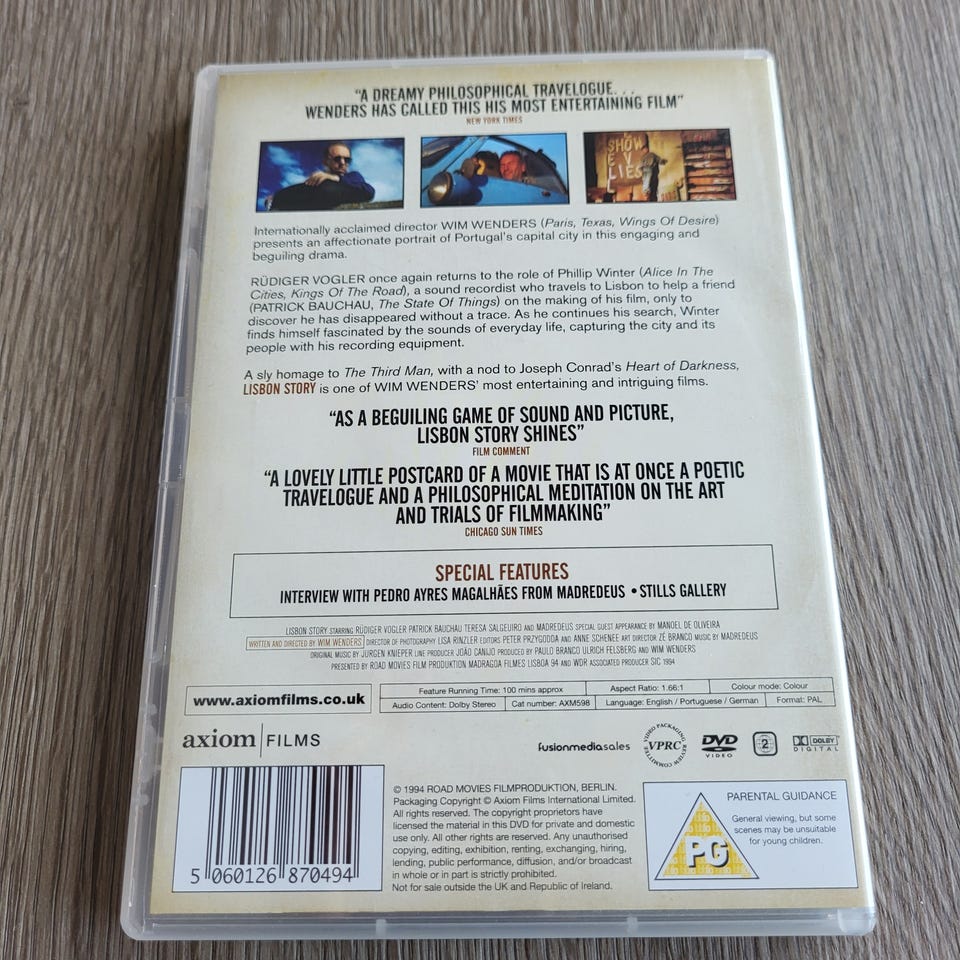 "A DREAMY PHILOSOPHICAL TRAVELOGUE. . .
WENDERS HAS CALLED THIS HIS MOST ENTERTAINING FILM"
NEW YORK TIMES
SHOW
EV
LIES
Internationally acclaimed director WIM WENDERS (Paris, Texas, Wings Of Desire)
presents an affectionate portrait of Portugal's capital city in this engaging and
beguiling drama.
RÜDIGER VOGLER once again returns to the role of Phillip Winter (Alice In The
Cities, Kings Of The Road), a sound recordist who travels to Lisbon to help a friend
(PATRICK BAUCHAU, The State Of Things) on the making of his film, only to
discover he has disappeared without a trace. As he continues his search, Winter
finds himself fascinated by the sounds of everyday life, capturing the city and its
people with his recording equipment.
A sly homage to The Third Man, with a nod to Joseph Conrad's Heart of Darkness,
LISBON STORY is one of WIM WENDERS' most entertaining and intriguing films.
"AS A BEGUILING GAME OF SOUND AND PICTURE,
LISBON STORY SHINES"
FILM COMMENT
"A LOVELY LITTLE POSTCARD OF A MOVIE THAT IS AT ONCE A POETIC
TRAVELOGUE AND A PHILOSOPHICAL MEDITATION ON THE ART
AND TRIALS OF FILMMAKING"
CHICAGO SUN TIMES
SPECIAL FEATURES
INTERVIEW WITH PEDRO AYRES MAGALHÃES FROM MADREDEUS • STILLS GALLERY
LISBON STORY STARRING RÜDIGER VOGLER PATRICK BAUCHAU TERESA SALGEUIRO AND MADREDEUS SPECIAL GUEST APPEARANCE BY MANOEL DE OLIVEIRA
WRITTEN AND DIRECTED BY WIM WENDERS DIRECTOR OF PHOTOGRAPHY LISA RINZLER EDITORS PETER PRZYGODDA AND ANNE SCHENEE ART DIRECTOR ZÉ BRANCO MUSIC BY MADREDEUS
ORIGINAL MUSIC BY JURGEN KNIEPER LINE PRODUCER JOÃO CANIJO PRODUCED BY PAULO BRANCO ULRICH FELSBERG AND WIM WENDERS
PRESENTED BY ROAD MOVIES FILM PRODUKTION MADRAGOA FILMES LISBOA 94 AND WDR ASSOCIATED PRODUCER SIC 1994
www.axiomfilms.co.uk
Feature Running Time: 100 mins approx Aspect Ratio: 1.66:1 Colour mode: Colour
Audio Content: Dolby Stereo Cat number: AXM598 Language: English / Portuguese / German Format: PAL
axiom FILMS
fusionmediasales
VIDEO PACKAGING REVIEW COMMITTEE
VPRC
DVD
VIDEO
2
DOLBY
DIGITAL
5 060126 870494
© 1994 ROAD MOVIES FILMPRODUKTION, BERLIN.
Packaging Copyright © Axiom Films International Limited.
All rights reserved. The copyright proprietors have
licensed the material in this DVD for private and domestic
use only. All other rights are reserved. Any unauthorised
copying, editing, exhibition, renting, exchanging, hiring,
lending, public performance, diffusion, and/or broadcast
in whole or in part is strictly prohibited.
Not for sale outside the UK and Republic of Ireland.
PG
PARENTAL GUIDANCE
General viewing, but some
scenes may be unsuitable
for young children.